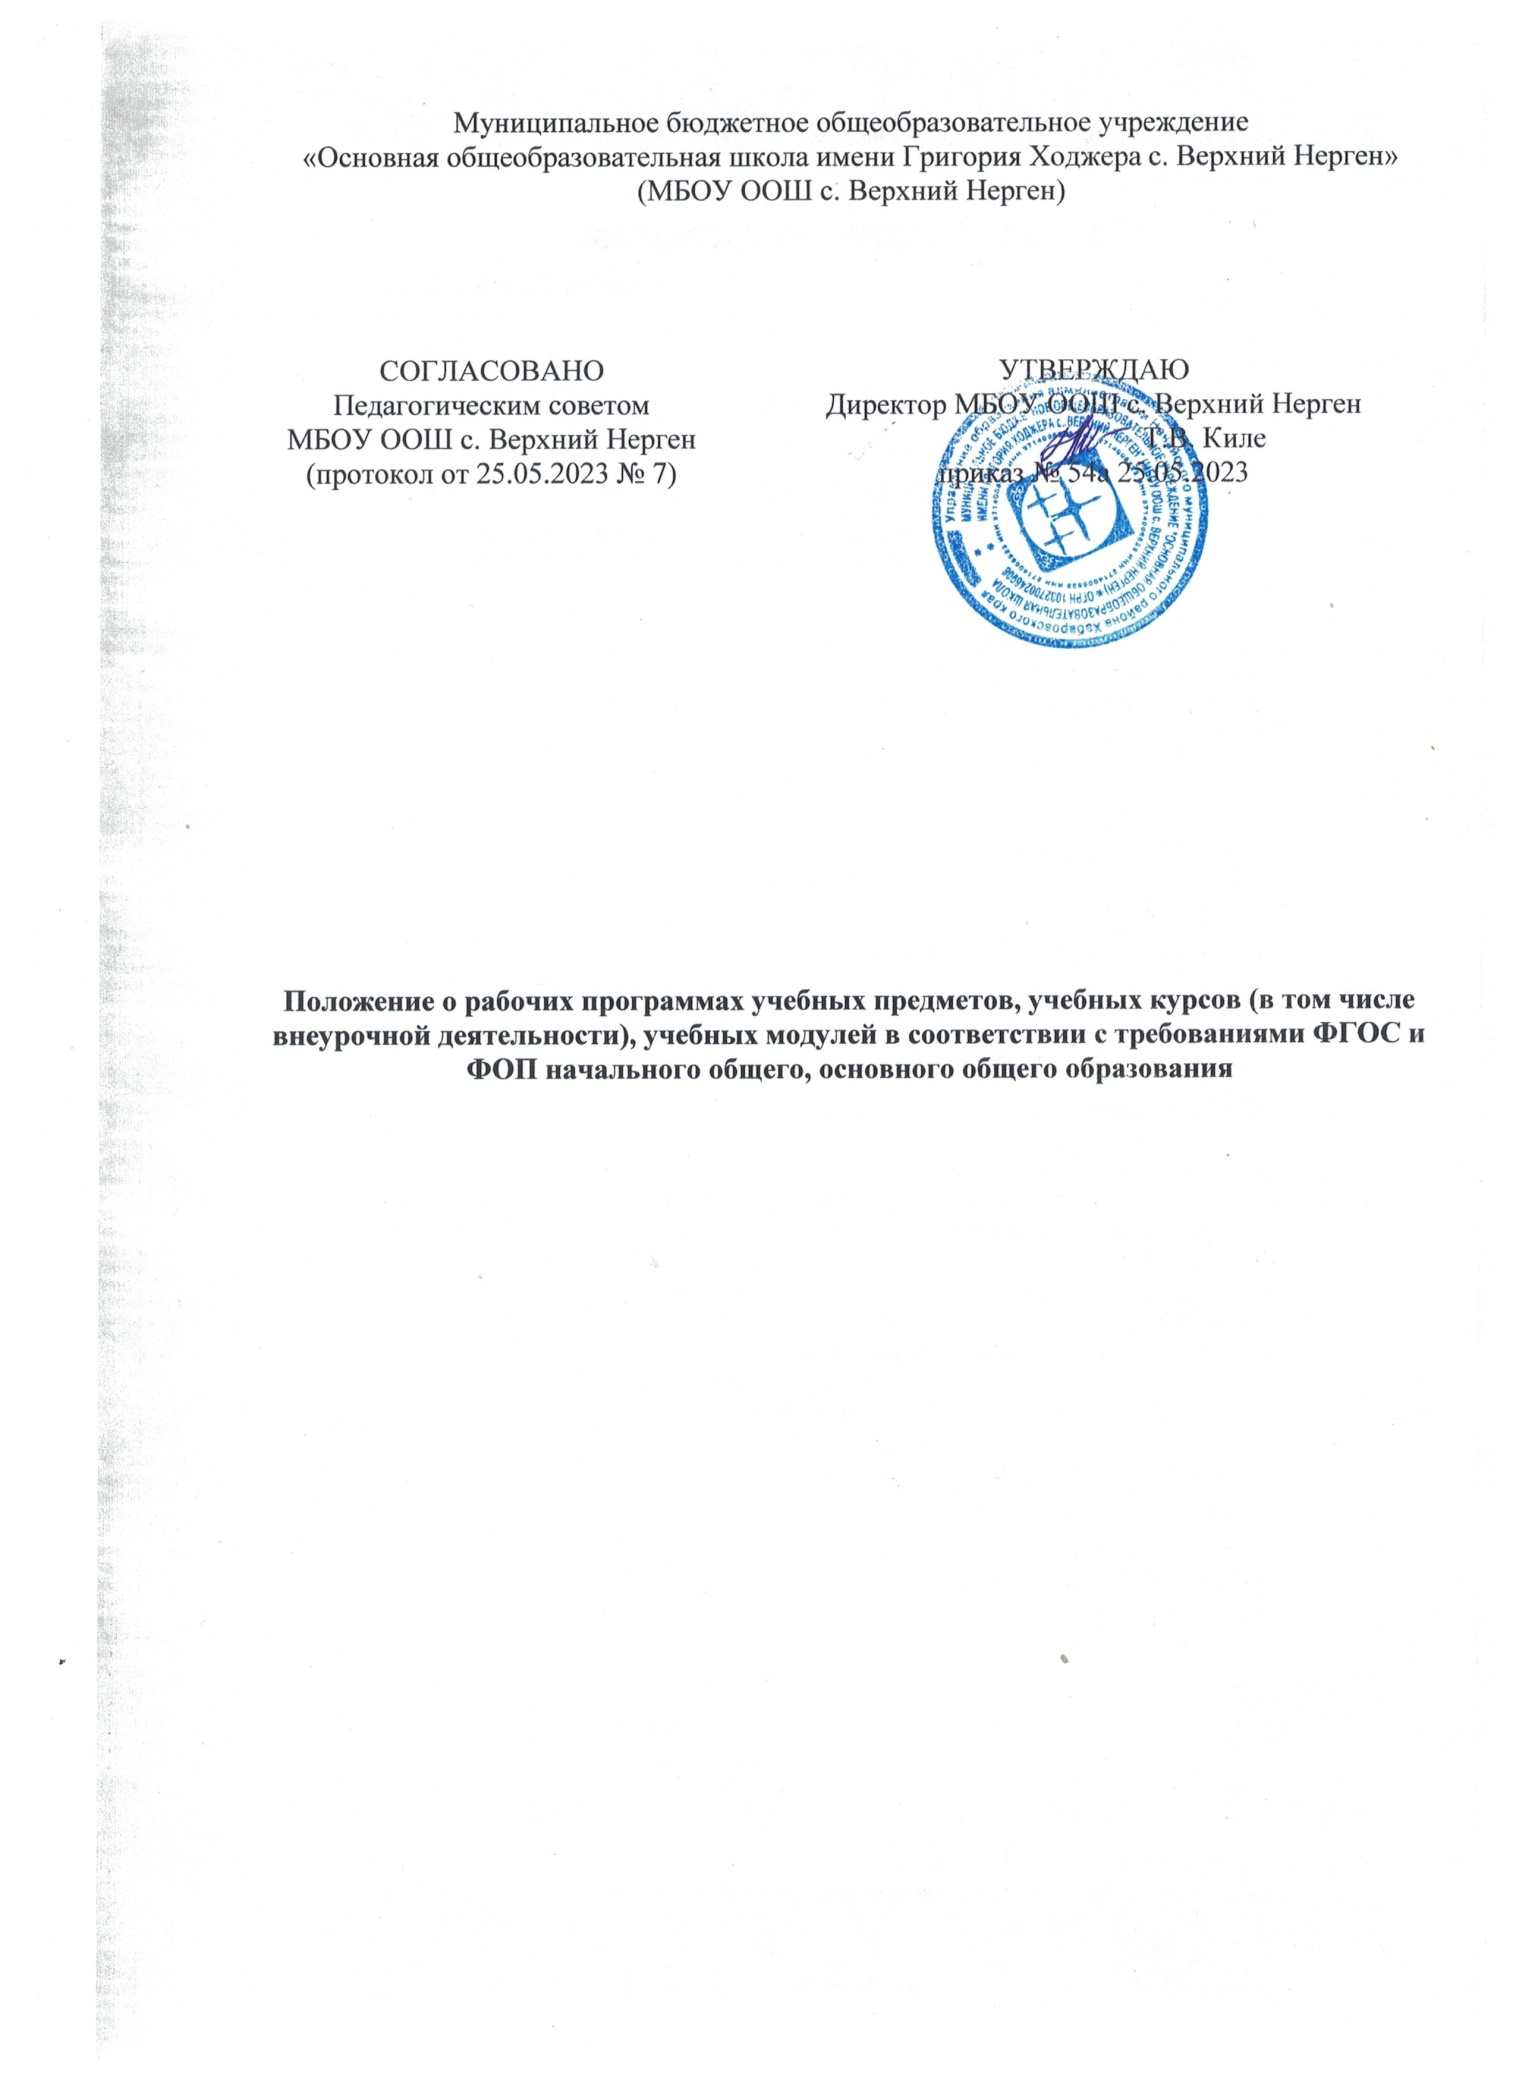 Муниципальное бюджетное общеобразовательное учреждение
«Основная общеобразовательная школа имени Григория Ходжера с. Верхний Нерген»
(МБОУ ООШ с. Верхний Нерген)
СОГЛАСОВАНО
Педагогическим советом
МБОУ ООШ с. Верхний Нерген
(протокол от 25.05.2023 № 7)
УТВЕРЖДАЮ
Директор МБОУ ООШ с. Верхний Нерген
Т.В. Киле
приказ № 54а 25.05.2023
Положение о рабочих программах учебных предметов, учебных курсов (в том числе
внеурочной деятельности), учебных модулей в соответствии с требованиями ФГОС и
ФОП начального общего, основного общего образования